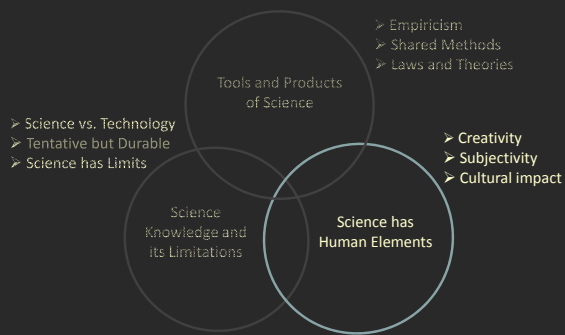 ➢ Empiricism
➢ Shared Methods
➢ Laws and Theories
Tools and Products
of Science
➢ Science vs. Technology
➢ Tentative but Durable
➢ Science has Limits
➢ Creativity
➢ Subjectivity
➢ Cultural impact
Science
Knowledge and
its Limitations
Science has
Human Elements